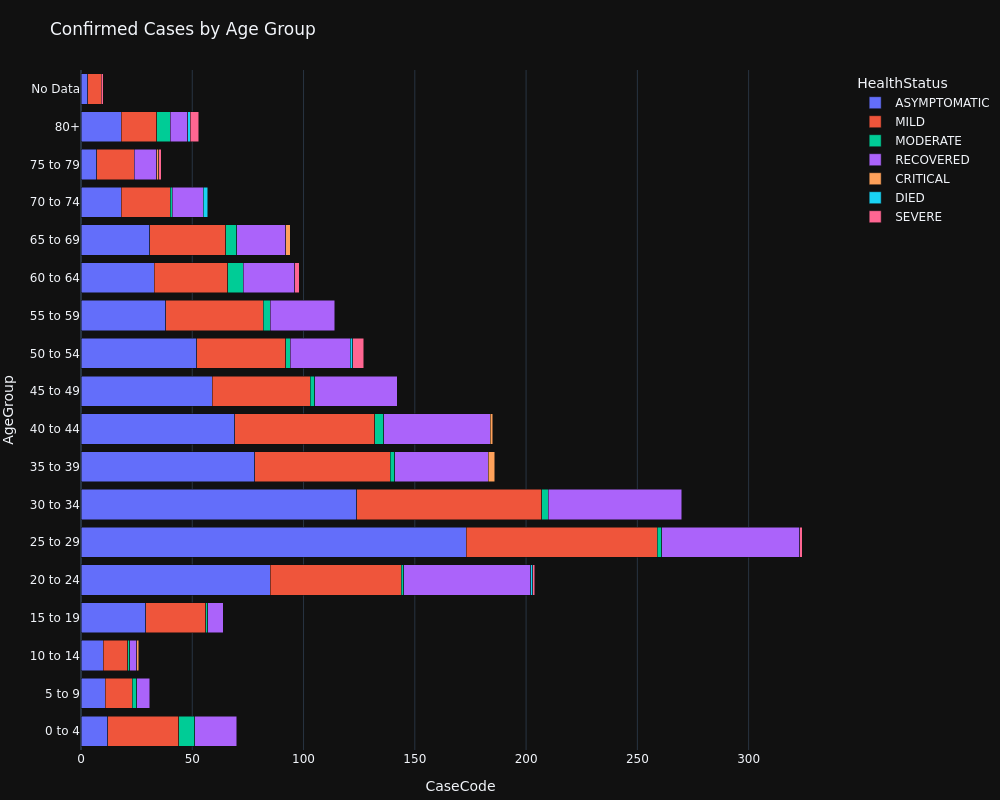 Confirmed Cases by Age Group
HealthStatus
ASYMPTOMATIC
MILD
MODERATE
RECOVERED
CRITICAL
DIED
SEVERE
AgeGroup
No Data
80+
75 to 79
70 to 74
65 to 69
60 to 64
55 to 59
50 to 54
45 to 49
40 to 44
35 to 39
30 to 34
25 to 29
20 to 24
15 to 19
10 to 14
5 to 9
0 to 4
0 50 100 150 200 250 300
CaseCode